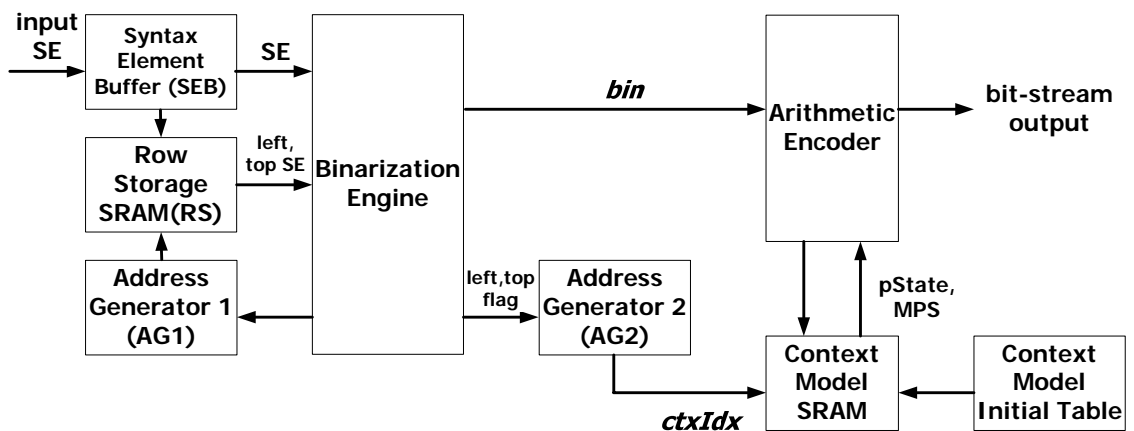 input
SE
Syntax
Element
Buffer (SEB)
SE
Row
Storage
SRAM(RS)
left,
top SE
Address
Generator 1
(AG1)
Binarization
Engine
bin
left,top
flag
Address
Generator 2
(AG2)
ctxIdx
Arithmetic
Encoder
bit-stream
output
pState,
MPS
Context
Model
SRAM
Context
Model
Initial Table